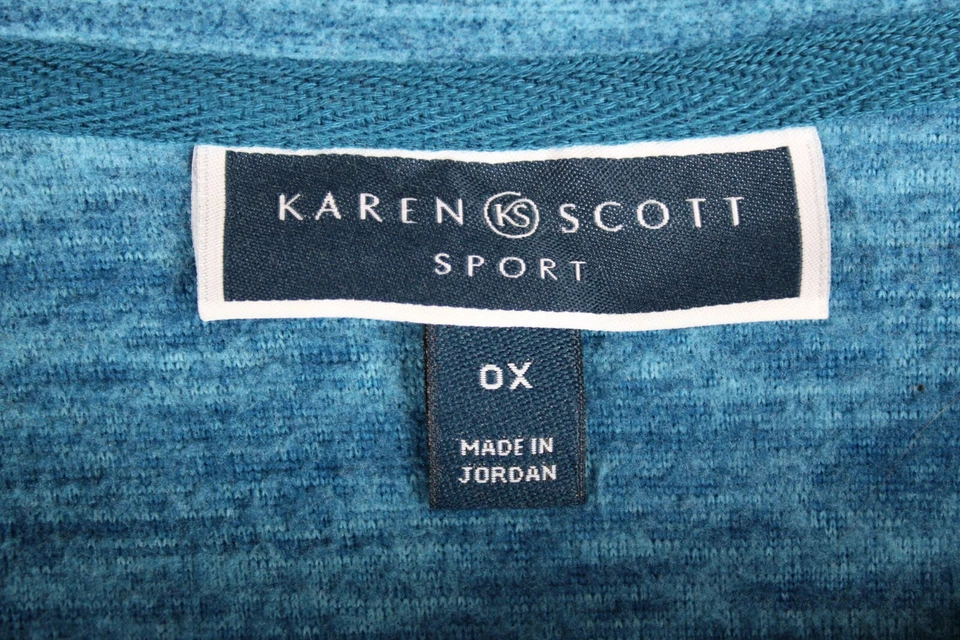 KAREN KS SCOTT
SPORT
0X
MADE IN
JORDAN